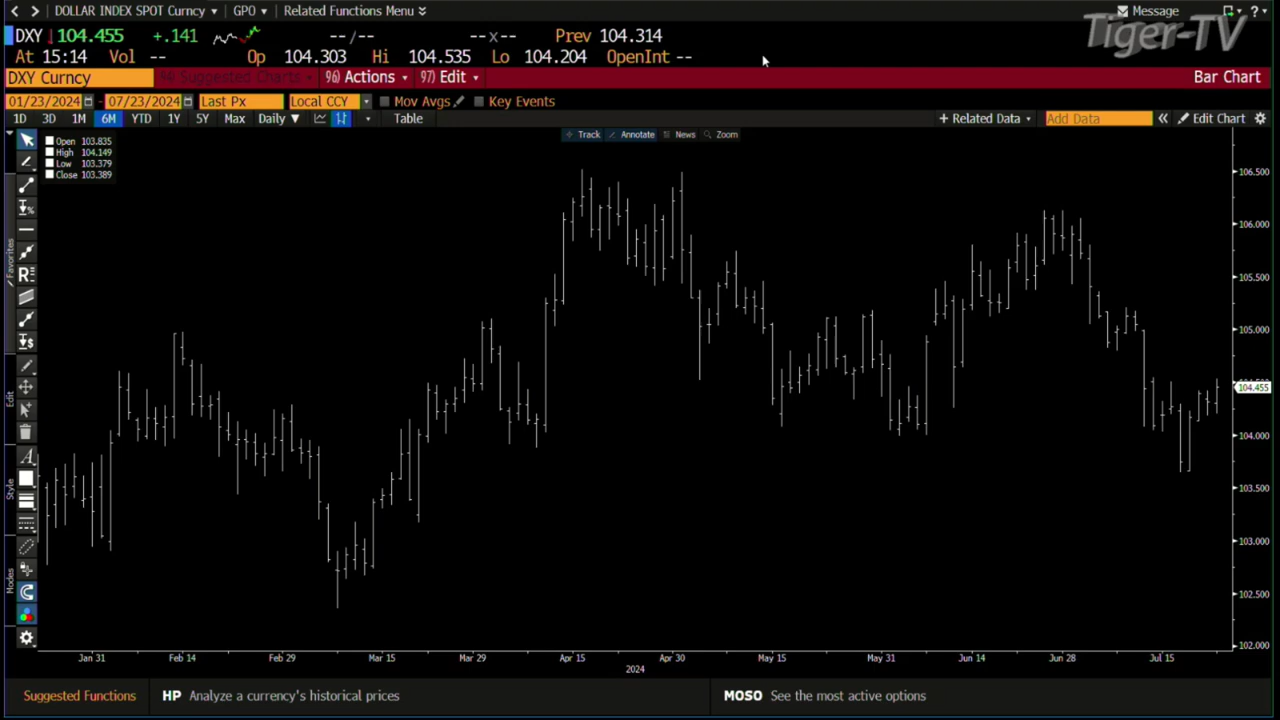 DOLLAR INDEX SPOT Curncy GPO Related Functions Menu Message
Tiger-TV
DXY 104.455 +.141 -- / -- -- x -- Prev 104.314
At 15:14 Vol -- Op 104.303 Hi 104.535 Lo 104.204 OpenInt --
DXY Curncy 94) Suggested Charts 96) Actions 97) Edit Bar Chart
01/23/2024 - 07/23/2024 Last Px Local CCY Mov Avgs Key Events
1D 3D 1M 6M YTD 1Y 5Y Max Daily ▼ Table + Related Data Add Data « Edit Chart
Track Annotate News Zoom
Open 103.835
High 104.149
Low 103.379
Close 103.389
106.500
106.000
105.500
105.000
104.455
104.000
103.500
103.000
102.500
102.000
Favorites
Edit
Style
Modes
Jan 31 Feb 14 Feb 29 Mar 15 Mar 29 Apr 15 Apr 30 May 15 May 31 Jun 14 Jun 28 Jul 15
2024
Suggested Functions HP Analyze a currency's historical prices MOSO See the most active options